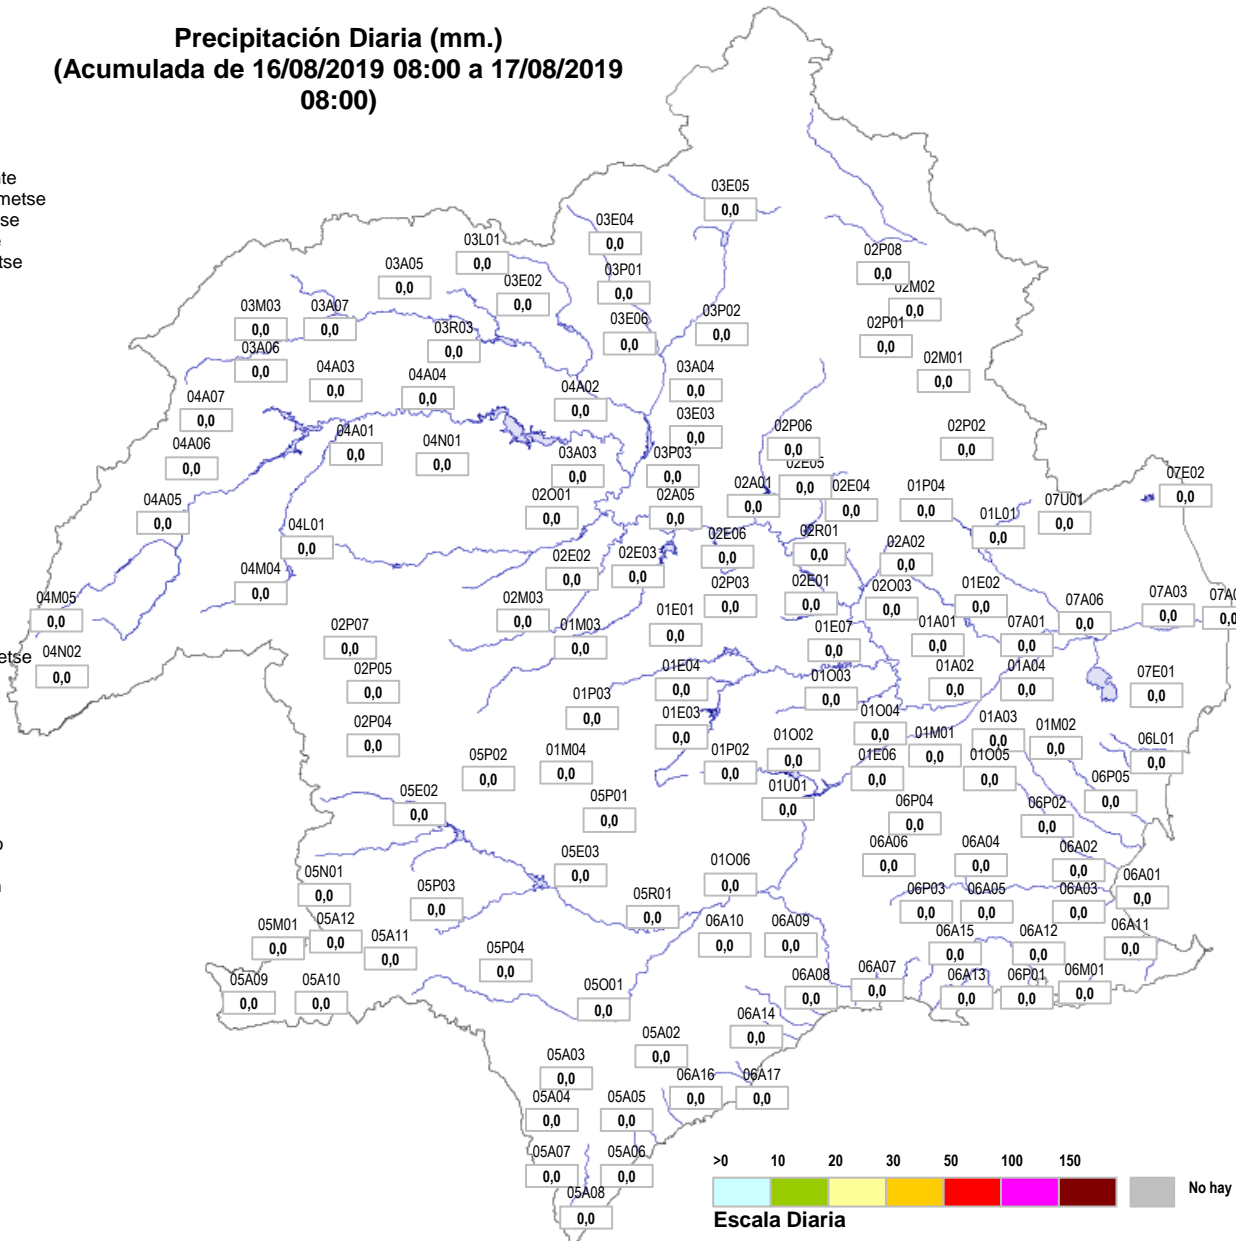 Precipitación Diaria (mm.)
(Acumulada de 16/08/2019 08:00 a 17/08/2019
08:00)
03E05
0,0
03E04
0,0
03L01
0,0
02P08
0,0
03A05
0,0
03P01
0,0
03E02
0,0
02M02
0,0
03M03
0,0
03A07
0,0
03P02
0,0
03E06
0,0
03R03
0,0
02P01
0,0
03A06
0,0
02M01
0,0
04A03
0,0
04A04
0,0
03A04
0,0
04A02
0,0
04A07
0,0
03E03
0,0
04A01
0,0
04N01
0,0
02P06
0,0
02P02
0,0
04A06
0,0
03A03
0,0
03P03
0,0
02E05
0,0
07E02
0,0
02A01
0,0
02E04
0,0
01P04
0,0
04A05
0,0
02O01
0,0
02A05
0,0
07U01
0,0
01L01
0,0
04L01
0,0
02E06
0,0
02R01
0,0
02E02
0,0
02E03
0,0
02A02
0,0
04M04
0,0
02P03
0,0
02E01
0,0
02O03
0,0
01E02
0,0
04M05
0,0
02M03
0,0
01E01
0,0
07A06
0,0
07A03
0,0
07A0
0,0
02P07
0,0
01M03
0,0
01E07
0,0
01A01
0,0
07A01
0,0
etse
04N02
0,0
02P05
0,0
01E04
0,0
01O03
0,0
01A02
0,0
01A04
0,0
07E01
0,0
01P03
0,0
01E03
0,0
01O04
0,0
01A03
0,0
01M02
0,0
02P04
0,0
01M01
0,0
06L01
0,0
05P02
0,0
01M04
0,0
01P02
0,0
01O02
0,0
01E06
0,0
01O05
0,0
06P05
0,0
05E02
0,0
05P01
0,0
01U01
0,0
06P04
0,0
06P02
0,0
05E03
0,0
01O06
0,0
06A06
0,0
06A04
0,0
06A02
0,0
05N01
0,0
05P03
0,0
05R01
0,0
06P03
0,0
06A05
0,0
06A03
0,0
06A01
0,0
05M01
0,0
05A12
0,0
05A11
0,0
05P04
0,0
06A10
0,0
06A09
0,0
06A15
0,0
06A12
0,0
06A11
0,0
05A09
0,0
05A10
0,0
05O01
0,0
06A08
0,0
06A07
0,0
06A13
0,0
06P01
0,0
06M01
0,0
06A14
0,0
05A02
0,0
05A03
0,0
06A16
0,0
06A17
0,0
05A04
0,0
05A05
0,0
05A07
0,0
05A06
0,0
05A08
0,0
>0 10 20 30 50 100 150
No hay
Escala Diaria